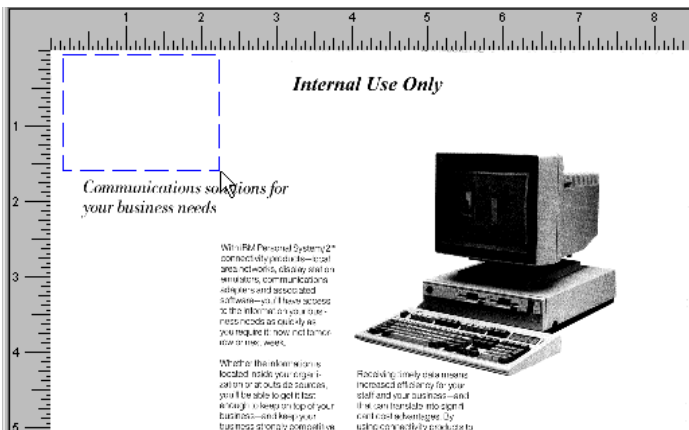 1 2 3 4 5 6 7 8
Internal Use Only
1
Communications solutions for
your business needs
2
With IBM Personal System/2™
connectivity products—local
area networks, display station
emulators, communications
adapters and associated
software—you'll have access
3
to the information your busi-
ness needs as quickly as
you require it: now, not tomor-
row or next week.
4
Whether the information is
located inside your organi-
zation or at outside sources,
you'll be able to get it fast
enough to keep on top of your
business—and keep your
business strongly competitive
Receiving timely data means
increased efficiency for your
staff and your business—and
that can translate into signifi-
cant cost advantages. By
using connectivity products to
5